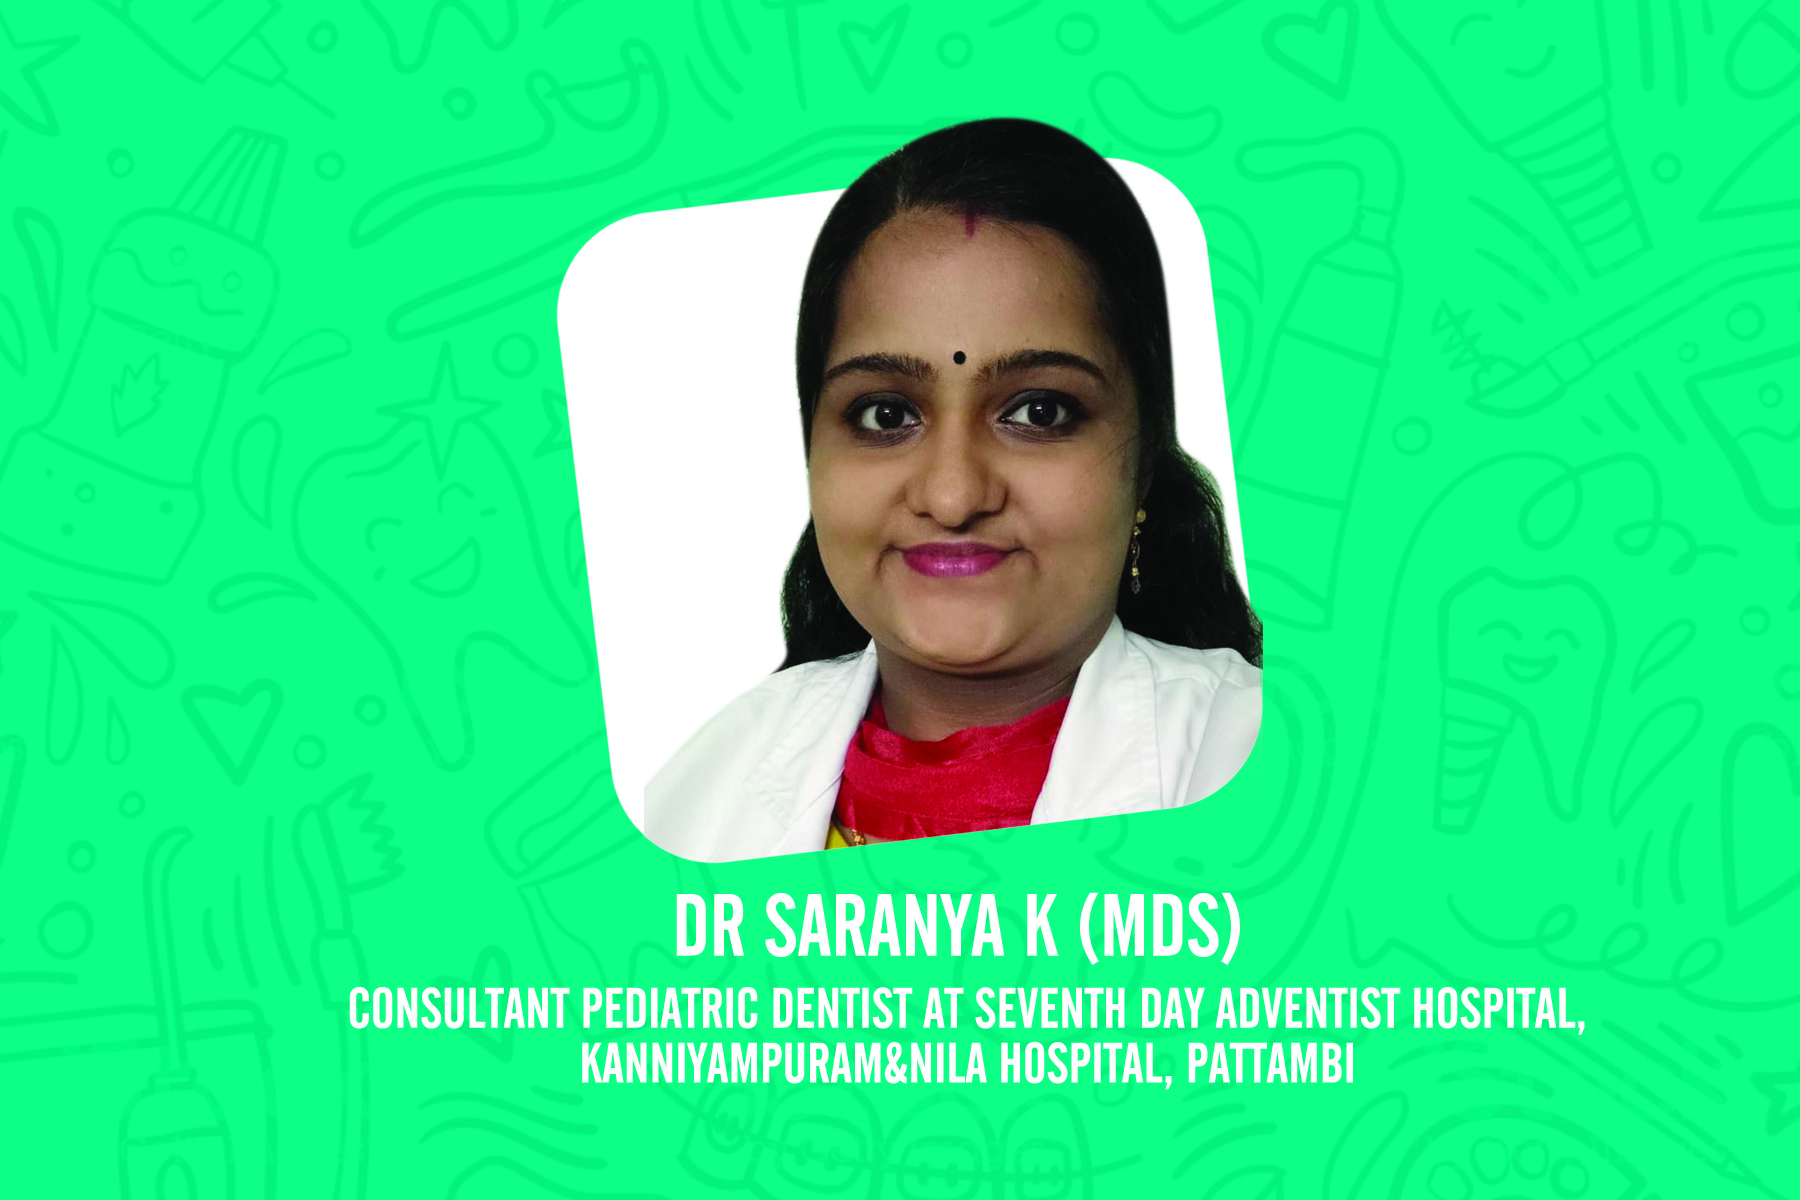 DR SARANYA K (MDS)
CONSULTANT PEDIATRIC DENTIST AT SEVENTH DAY ADVENTIST HOSPITAL,
KANNIYAMPURAM&NILA HOSPITAL, PATTAMBI